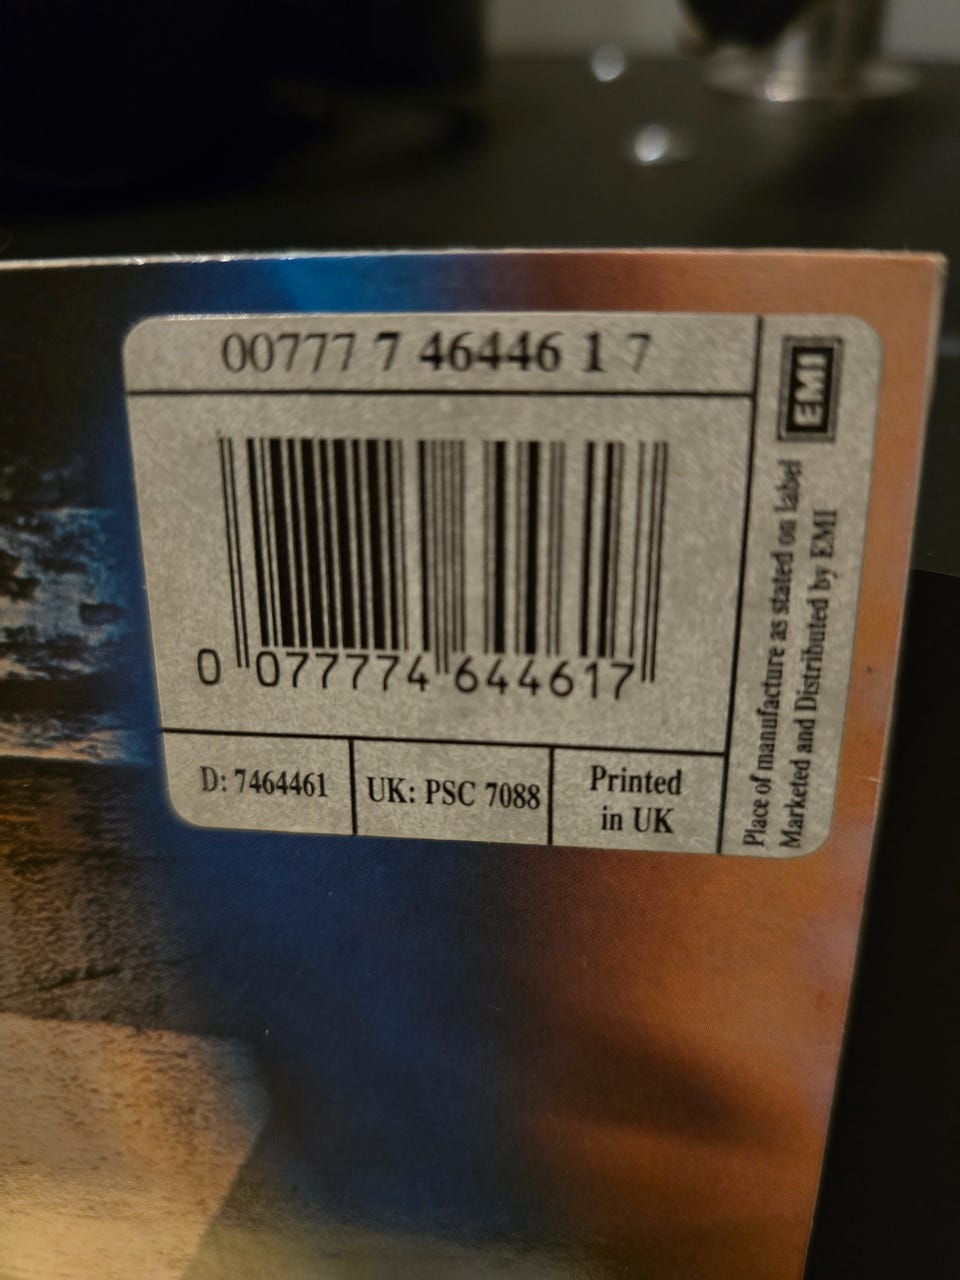 00777 7 46446 1 7
0 077774 644617
D: 7464461
UK: PSC 7088
Printed
in UK
EMI
Place of manufacture as stated on label
Marketed and Distributed by EMI